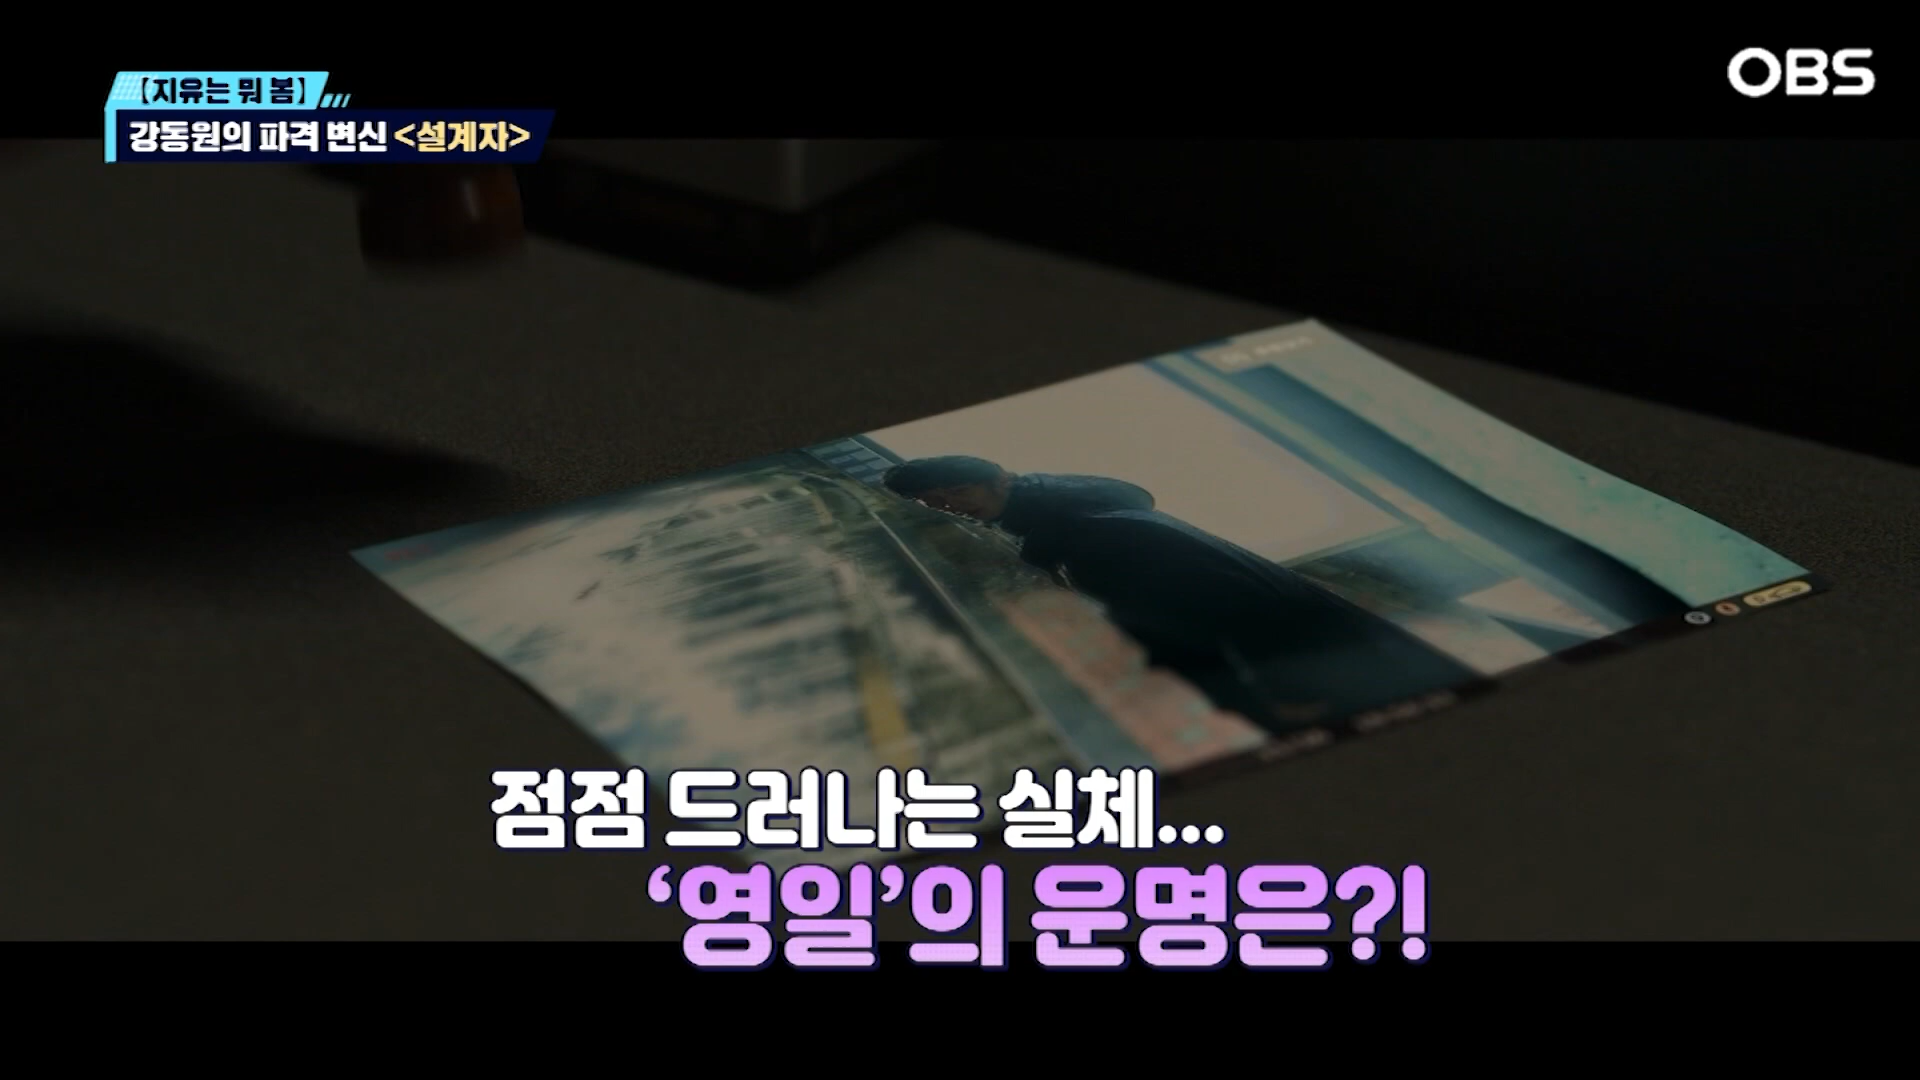 【지유는 뭐 봄】
강동원의 파격 변신 <설계자>
OBS
점점 드러나는 실체...
‘영일’의 운명은?!